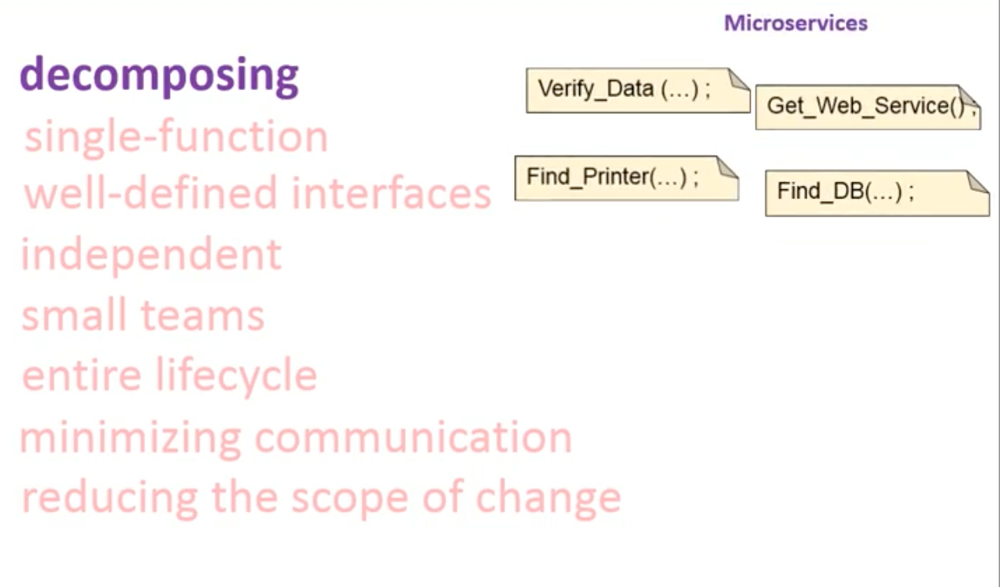 Microservices
decomposing
single-function
well-defined interfaces
independent
small teams
entire lifecycle
minimizing communication
reducing the scope of change
Verify_Data (...) ;
Get_Web_Service() ;
Find_Printer(...) ;
Find_DB(...) ;